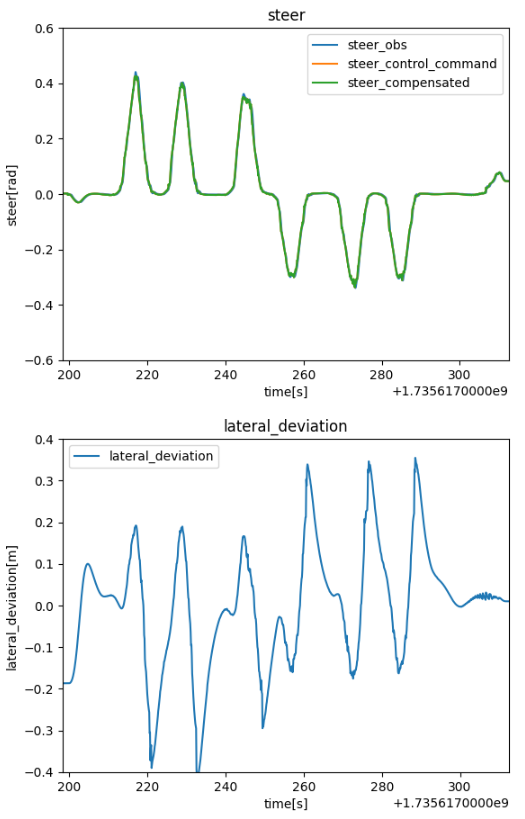 steer
0.6
0.4
0.2
0.0
−0.2
−0.4
−0.6
steer[rad]
steer_obs
steer_control_command
steer_compensated
200 220 240 260 280 300
time[s]
+1.7356170000e9
lateral_deviation
0.4
0.3
0.2
0.1
0.0
−0.1
−0.2
−0.3
−0.4
lateral_deviation[m]
lateral_deviation
200 220 240 260 280 300
time[s]
+1.7356170000e9